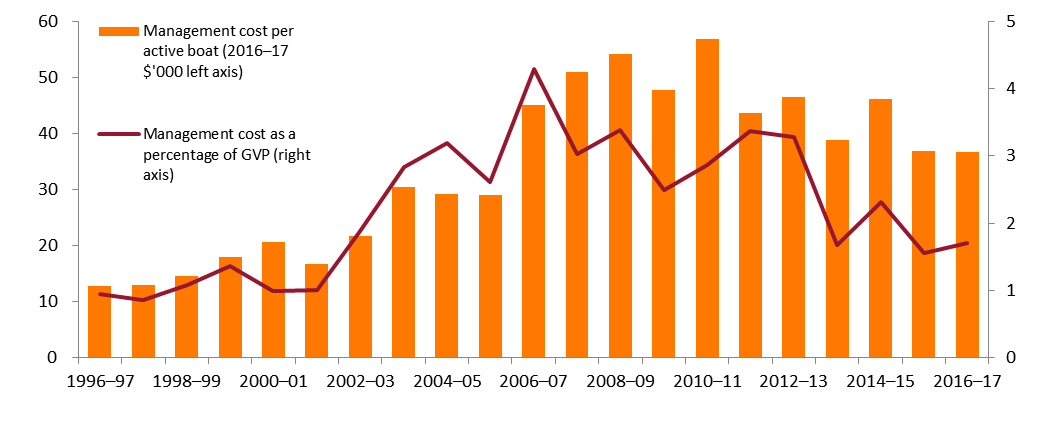 60
50
40
30
20
10
0
Management cost per
active boat (2016–17
$'000 left axis)
Management cost as a
percentage of GVP (right
axis)
5
4
3
2
1
0
1996–97 1998–99 2000–01 2002–03 2004–05 2006–07 2008–09 2010–11 2012–13 2014–15 2016–17